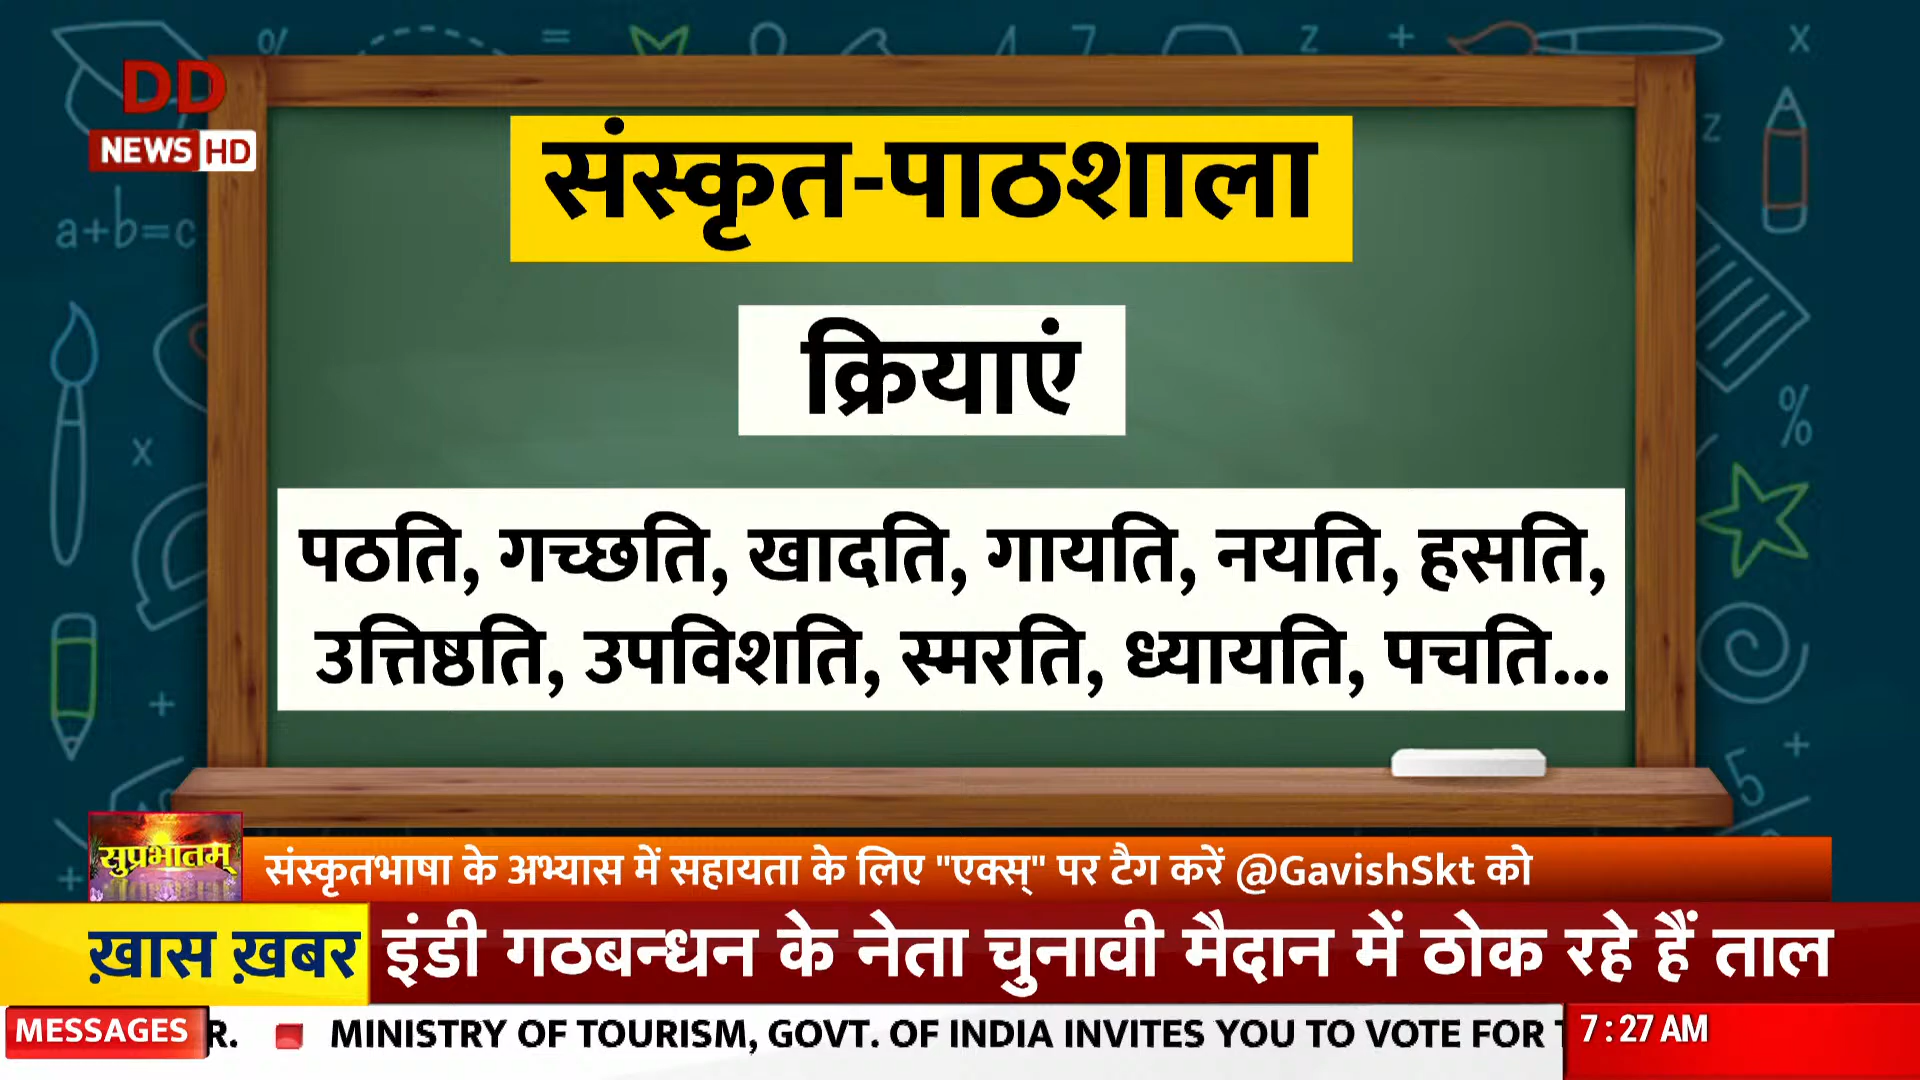 DD
NEWS HD
संस्कृत-पाठशाला
क्रियाएं
पठति, गच्छति, खादति, गायति, नयति, हसति,
उत्तिष्ठति, उपविशति, स्मरति, ध्यायति, पचति...
सुप्रभातम्
संस्कृतभाषा के अभ्यास में सहायता के लिए "एक्स्" पर टैग करें @GavishSkt को
ख़ास ख़बर
इंडी गठबन्धन के नेता चुनावी मैदान में ठोक रहे हैं ताल
MESSAGES
R. MINISTRY OF TOURISM, GOVT. OF INDIA INVITES YOU TO VOTE FOR
7:27 AM
a+b=c